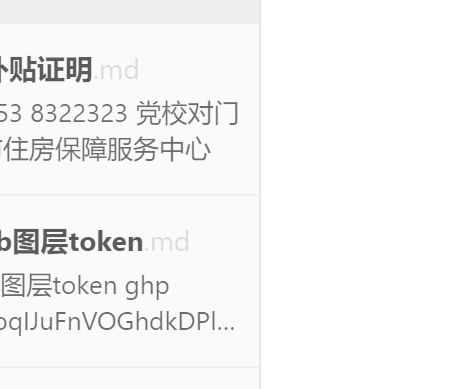 贴证明.md
53 8322323 党校对门
住房保障服务中心
b图层token.md
图层token ghp
oqIJuFnVOGhdkDPl...